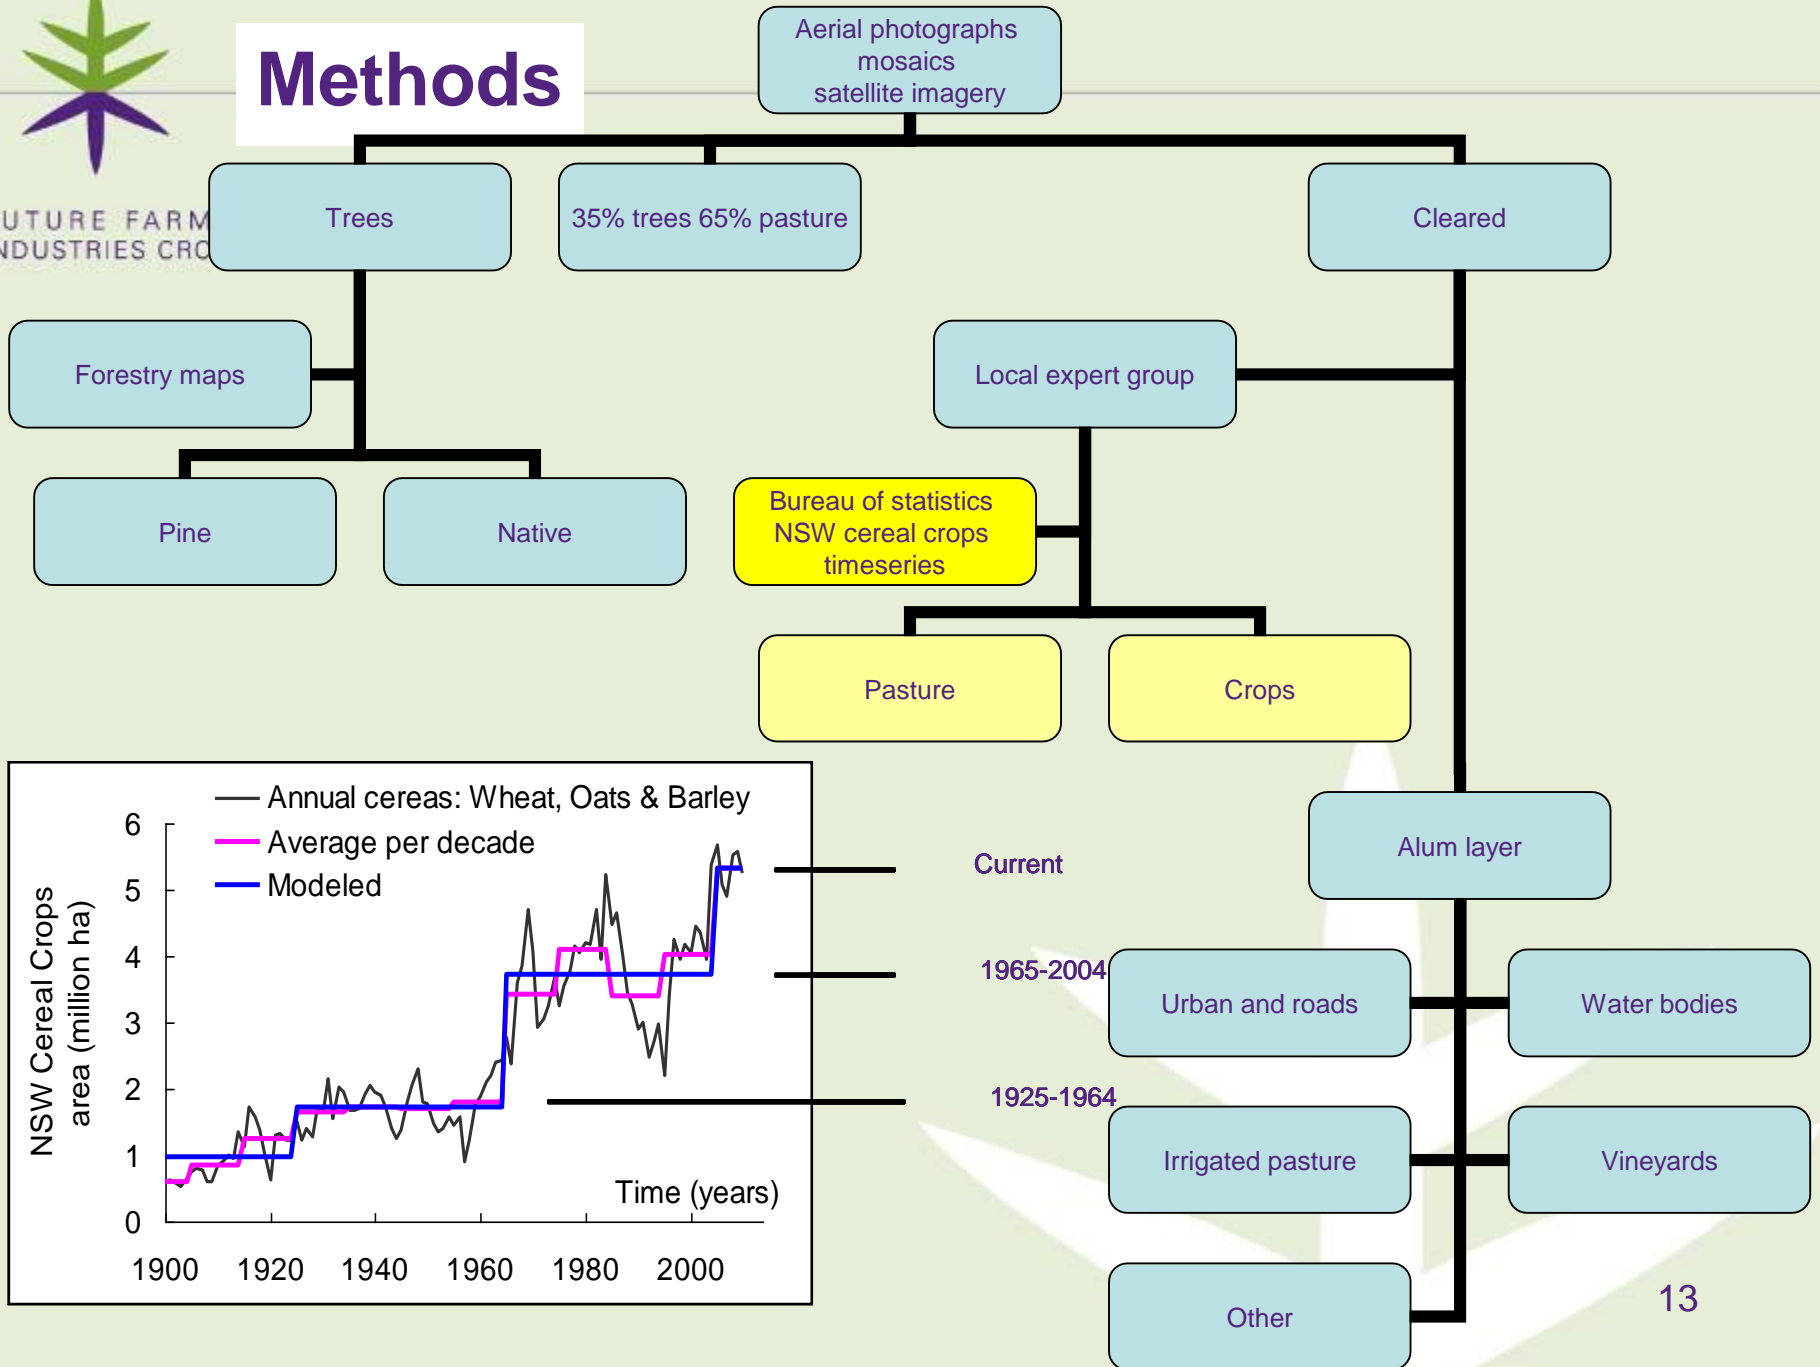 Methods
UTURE FARM
NDUSTRIES CRC
Aerial photographs
mosaics
satellite imagery
Trees
35% trees 65% pasture
Cleared
Forestry maps
Local expert group
Pine
Native
Bureau of statistics
NSW cereal crops
timeseries
Pasture
Crops
Annual cereas: Wheat, Oats & Barley
Average per decade
Modeled
NSW Cereal Crops
area (million ha)
6
5
4
3
2
1
0
Time (years)
1900 1920 1940 1960 1980 2000
Current
1965-2004
1925-1964
Alum layer
Urban and roads
Water bodies
Irrigated pasture
Vineyards
Other
13